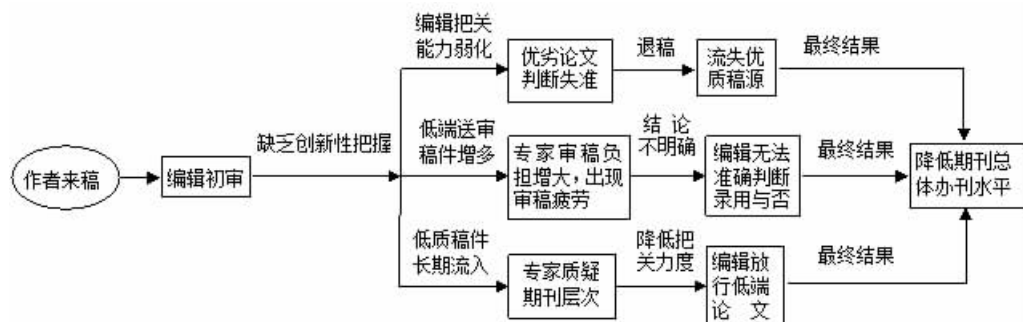 作者来稿
编辑初审
缺乏创新性把握
编辑把关
能力弱化
优劣论文
判断失准
退稿
流失优
质稿源
最终结果
低端送审
稿件增多
专家审稿负
担增大，出现
审稿疲劳
结 论
不明确
编辑无法
准确判断
录用与否
最终结果
低质稿件
长期流入
专家质疑
期刊层次
降低把
关力度
编辑放
行低端
论 文
最终结果
降低期刊总
体办刊水平